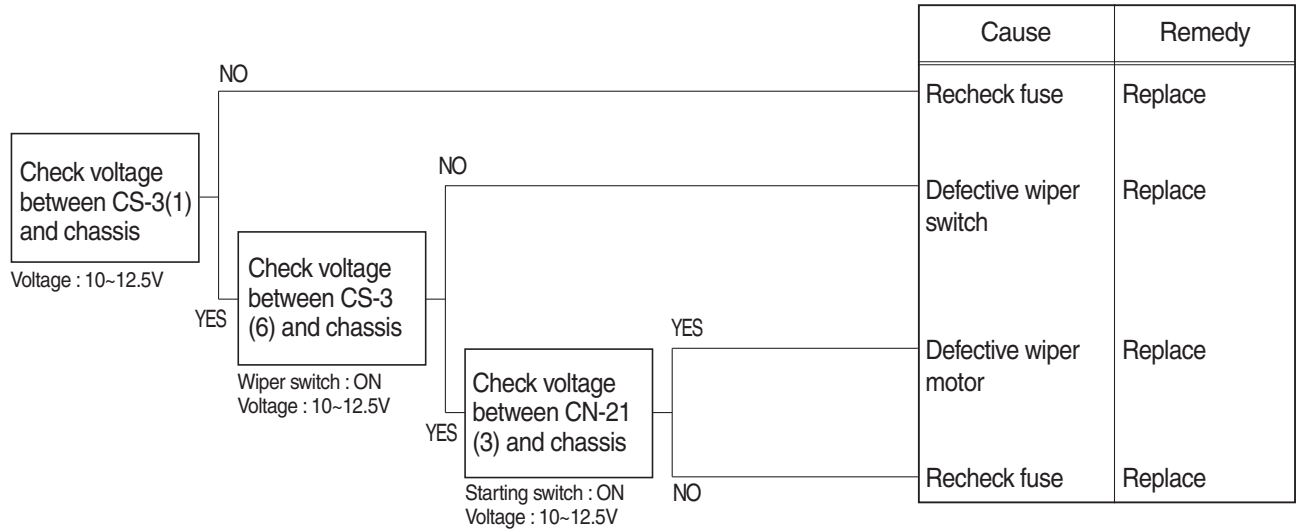 Cause
Remedy
NO
Recheck fuse
Replace
Check voltage
between CS-3(1)
and chassis
Voltage : 10~12.5V
NO
Defective wiper
switch
Replace
YES
Check voltage
between CS-3
(6) and chassis
Wiper switch : ON
Voltage : 10~12.5V
YES
Defective wiper
motor
Replace
YES
Check voltage
between CN-21
(3) and chassis
Starting switch : ON
Voltage : 10~12.5V
NO
Recheck fuse
Replace